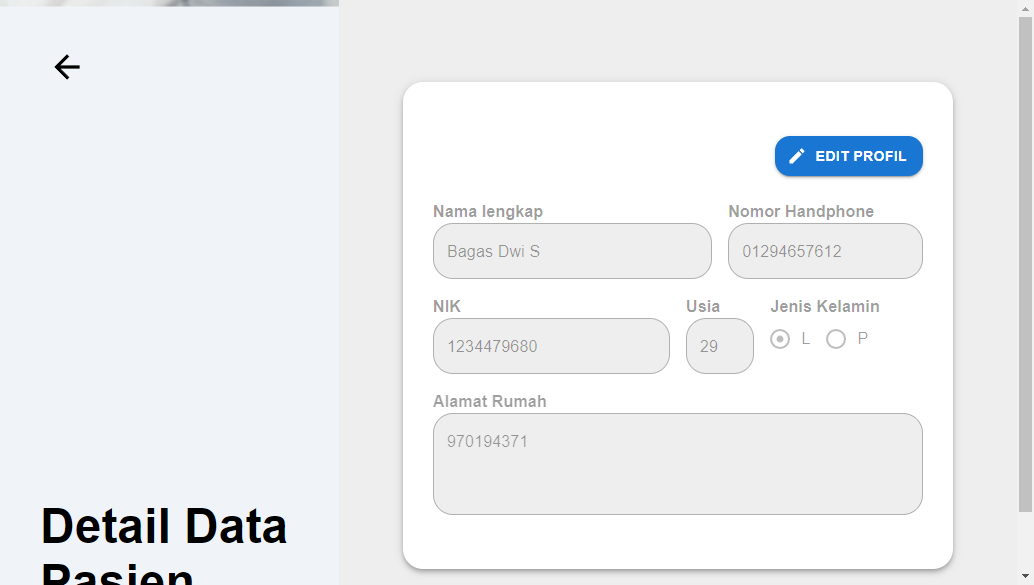 EDIT PROFIL
Nama lengkap
Nomor Handphone
Bagas Dwi S
01294657612
NIK
Usia
Jenis Kelamin
1234479680
29
L
P
Alamat Rumah
970194371
Detail Data
Pasien